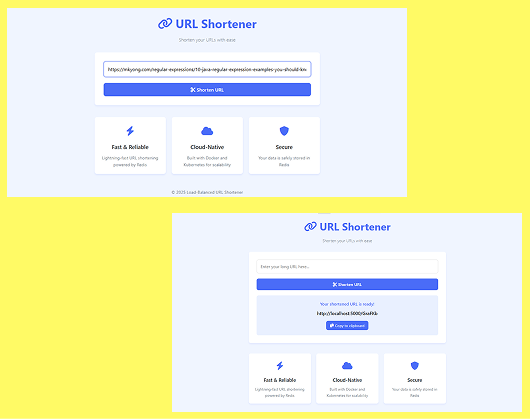 URL Shortener
Shorten your URLs with ease
https://mkyong.com/regular-expressions/10-java-regular-expression-examples-you-should-kn
Shorten URL
Fast & Reliable
Lightning-fast URL shortening
powered by Redis
Cloud-Native
Built with Docker and
Kubernetes for scalability
Secure
Your data is safely stored in
Redis
© 2025 Load-Balanced URL Shortener
URL Shortener
Shorten your URLs with ease
Enter your long URL here...
Shorten URL
Your shortened URL is ready!
Copy to clipboard
Fast & Reliable
Lightning-fast URL shortening
powered by Redis
Cloud-Native
Built with Docker and
Kubernetes for scalability
Secure
Your data is safely stored in
Redis